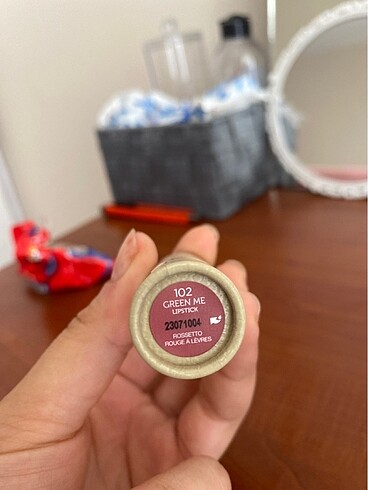 102
GREEN ME
LIPSTICK
23071004
ROSSETTO
ROUGE À LÈVRES